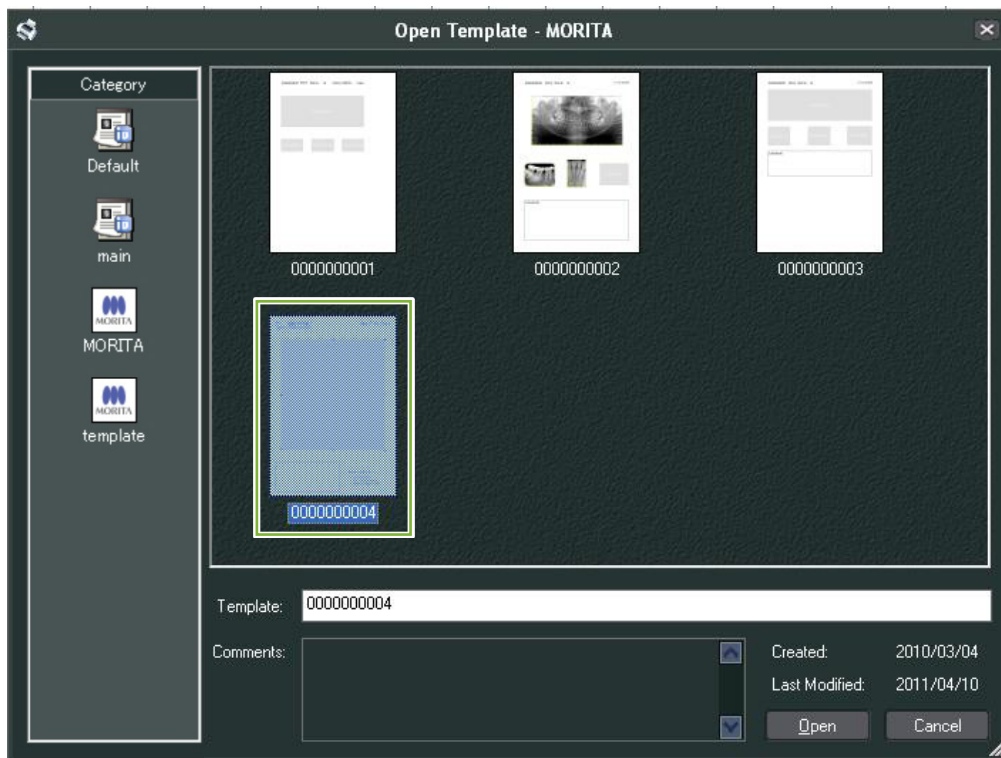 Open Template - MORITA
Category
Default
main
MORITA
MORITA
MORITA
template
0000000001
0000000002
0000000003
0000000004
Template: 0000000004
Comments:
Created: 2010/03/04
Last Modified: 2011/04/10
Open Cancel